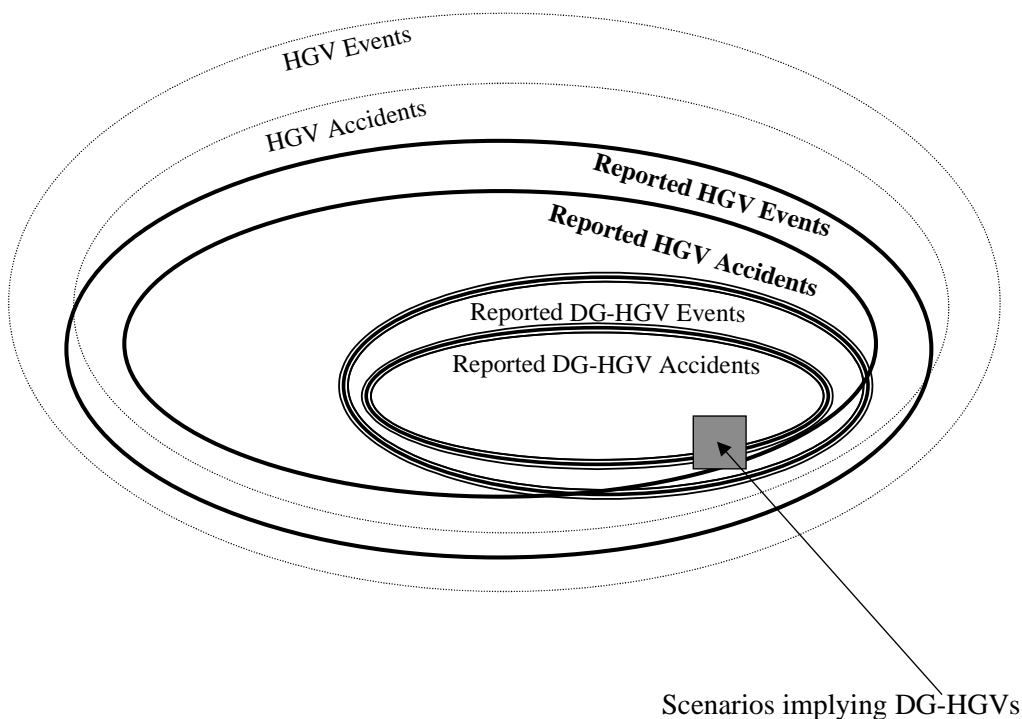 HGV Events
HGV Accidents
Reported HGV Events
Reported HGV Accidents
Reported DG-HGV Events
Reported DG-HGV Accidents
Scenarios implying DG-HGVs